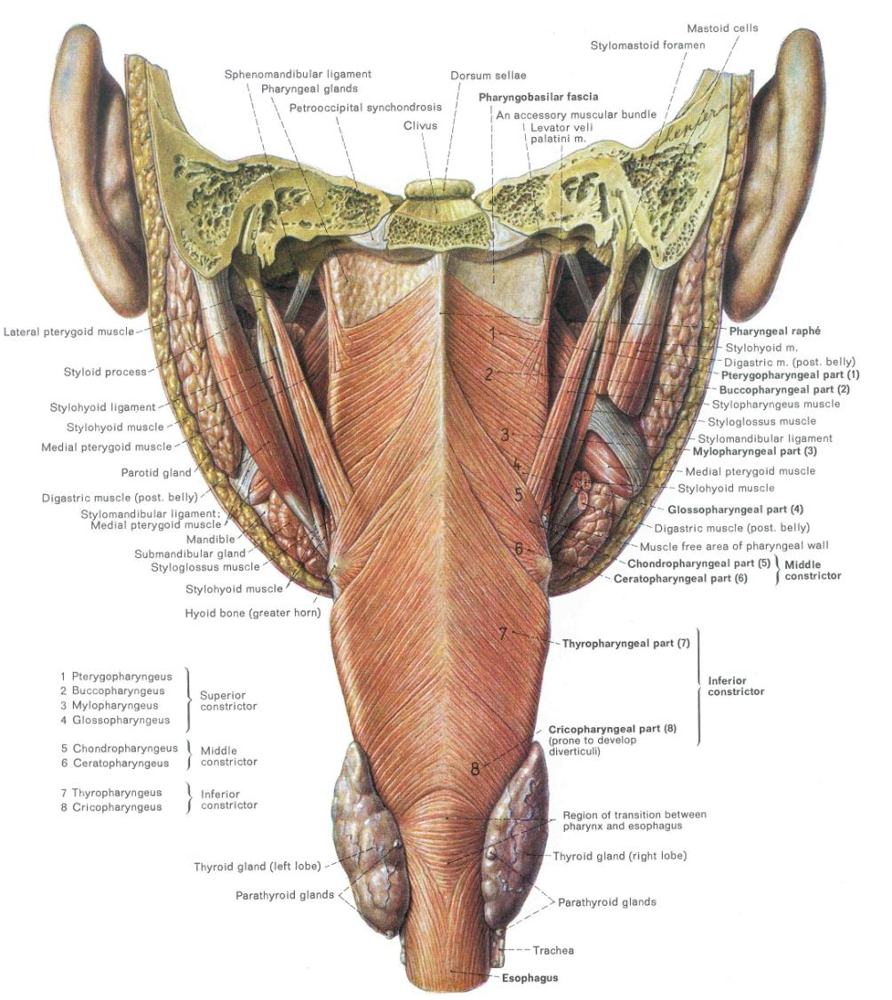 Mastoid cells
Stylomastoid foramen
Sphenomandibular ligament
Pharyngeal glands
Petrooccipital synchondrosis
Clivus
Dorsum sellae
Pharyngobasilar fascia
An accessory muscular bundle
Levator veli
palatini m.
Lateral pterygoid muscle
Styloid process
Stylohyoid ligament
Stylohyoid muscle
Medial pterygoid muscle
Parotid gland
Digastric muscle (post. belly)
Stylomandibular ligament;
Medial pterygoid muscle
Mandible
Submandibular gland
Styloglossus muscle
Stylohyoid muscle
Hyoid bone (greater horn)
1
2
3
4
5
6
7
8
Pharyngeal raphé
Stylohyoid m.
Digastric m. (post. belly)
Pterygopharyngeal part (1)
Buccopharyngeal part (2)
Stylopharyngeus muscle
Styloglossus muscle
Stylomandibular ligament
Mylopharyngeal part (3)
Medial pterygoid muscle
Stylohyoid muscle
Glossopharyngeal part (4)
Digastric muscle (post. belly)
Muscle free area of pharyngeal wall
Chondropharyngeal part (5)
Ceratopharyngeal part (6)
Middle
constrictor
Thyropharyngeal part (7)
Inferior
constrictor
Cricopharyngeal part (8)
(prone to develop
diverticuli)
1 Pterygopharyngeus
2 Buccopharyngeus
3 Mylopharyngeus
4 Glossopharyngeus
Superior
constrictor
5 Chondropharyngeus
6 Ceratopharyngeus
Middle
constrictor
7 Thyropharyngeus
8 Cricopharyngeus
Inferior
constrictor
Region of transition between
pharynx and esophagus
Thyroid gland (left lobe)
Thyroid gland (right lobe)
Parathyroid glands
Parathyroid glands
Trachea
Esophagus